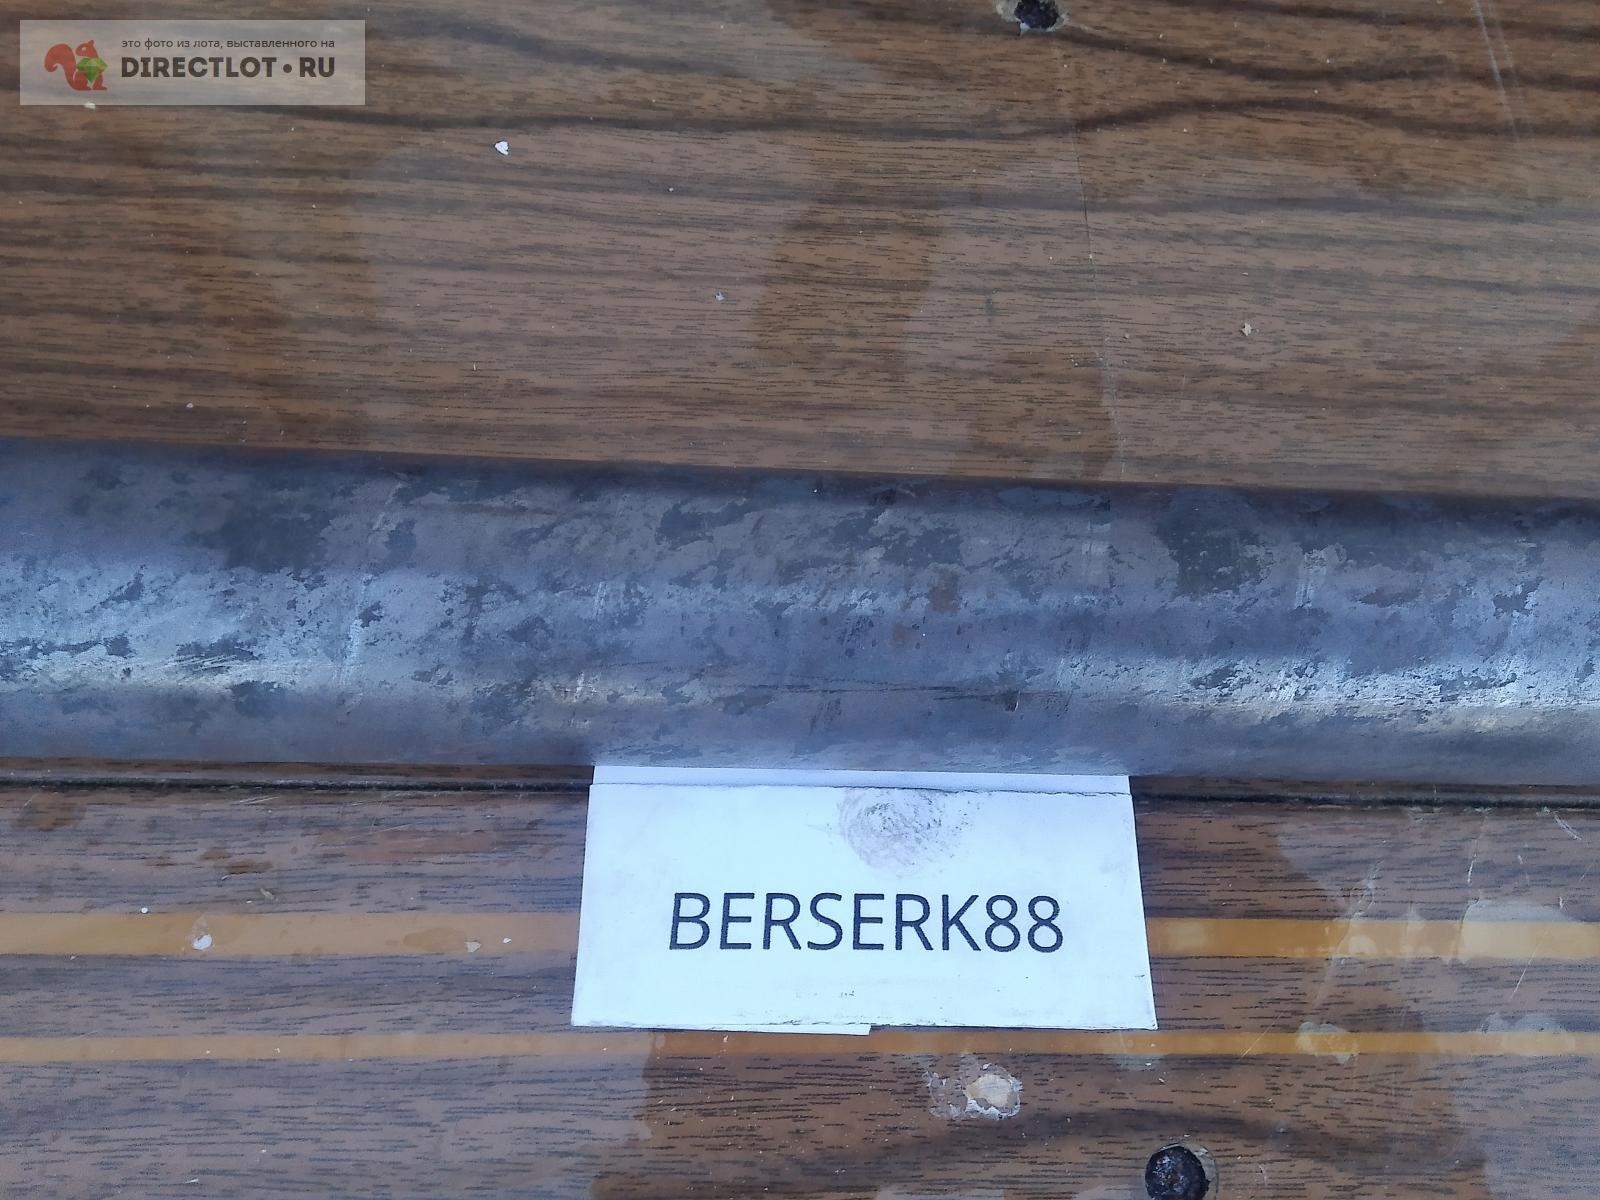 это фото из лота, выставленного на
DIRECTLOT•RU
BERSERK88